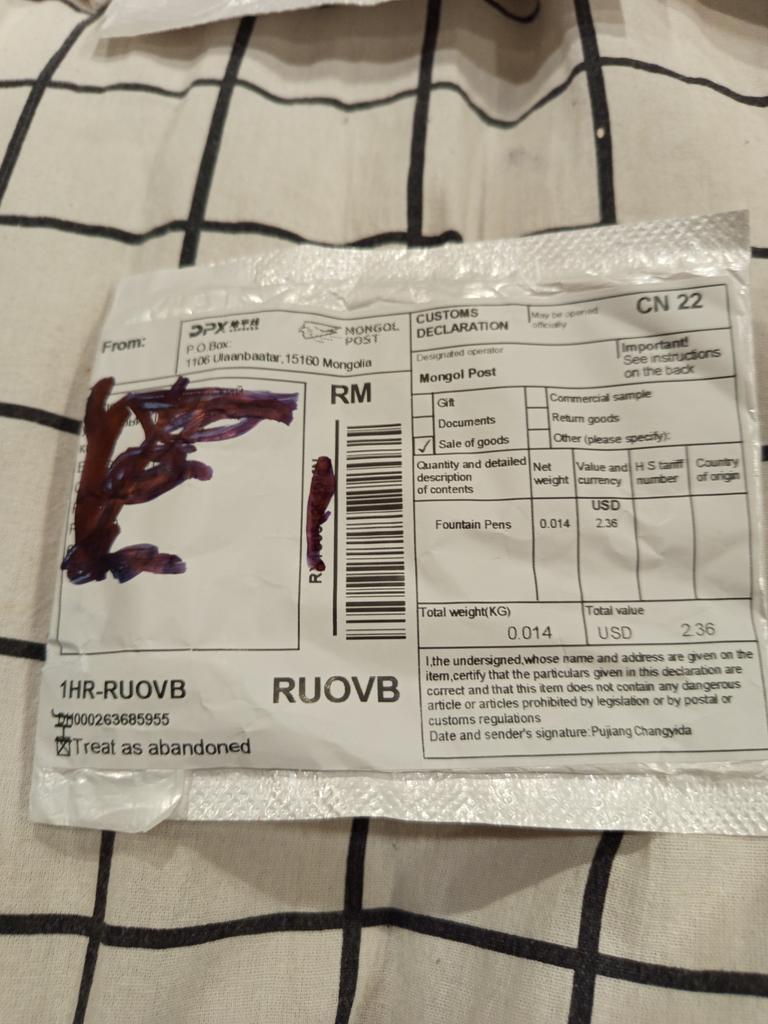 From:
DPX
MONGOL
POST
P.O.Box:
1106 Ulaanbaatar,15160 Mongolia
RM
1HR-RUOVB
RUOVB
DH000263685955
Treat as abandoned
CUSTOMS
DECLARATION
May be opened
officially
CN 22
Designated operator
Mongol Post
Important!
See instructions
on the back
Gift
Commercial sample
Documents
Return goods
✓ Sale of goods
Other (please specify):
Quantity and detailed
description
of contents
Net
weight
Value and
currency
H S tariff
number
Country
of origin
USD
Fountain Pens 0.014 2.36
Total weight(KG)
0.014
Total value
USD 2.36
I,the undersigned,whose name and address are given on the
item,certify that the particulars given in this declaration are
correct and that this item does not contain any dangerous
article or articles prohibited by legislation or by postal or
customs regulations
Date and sender's signature:Pujiang Changyida